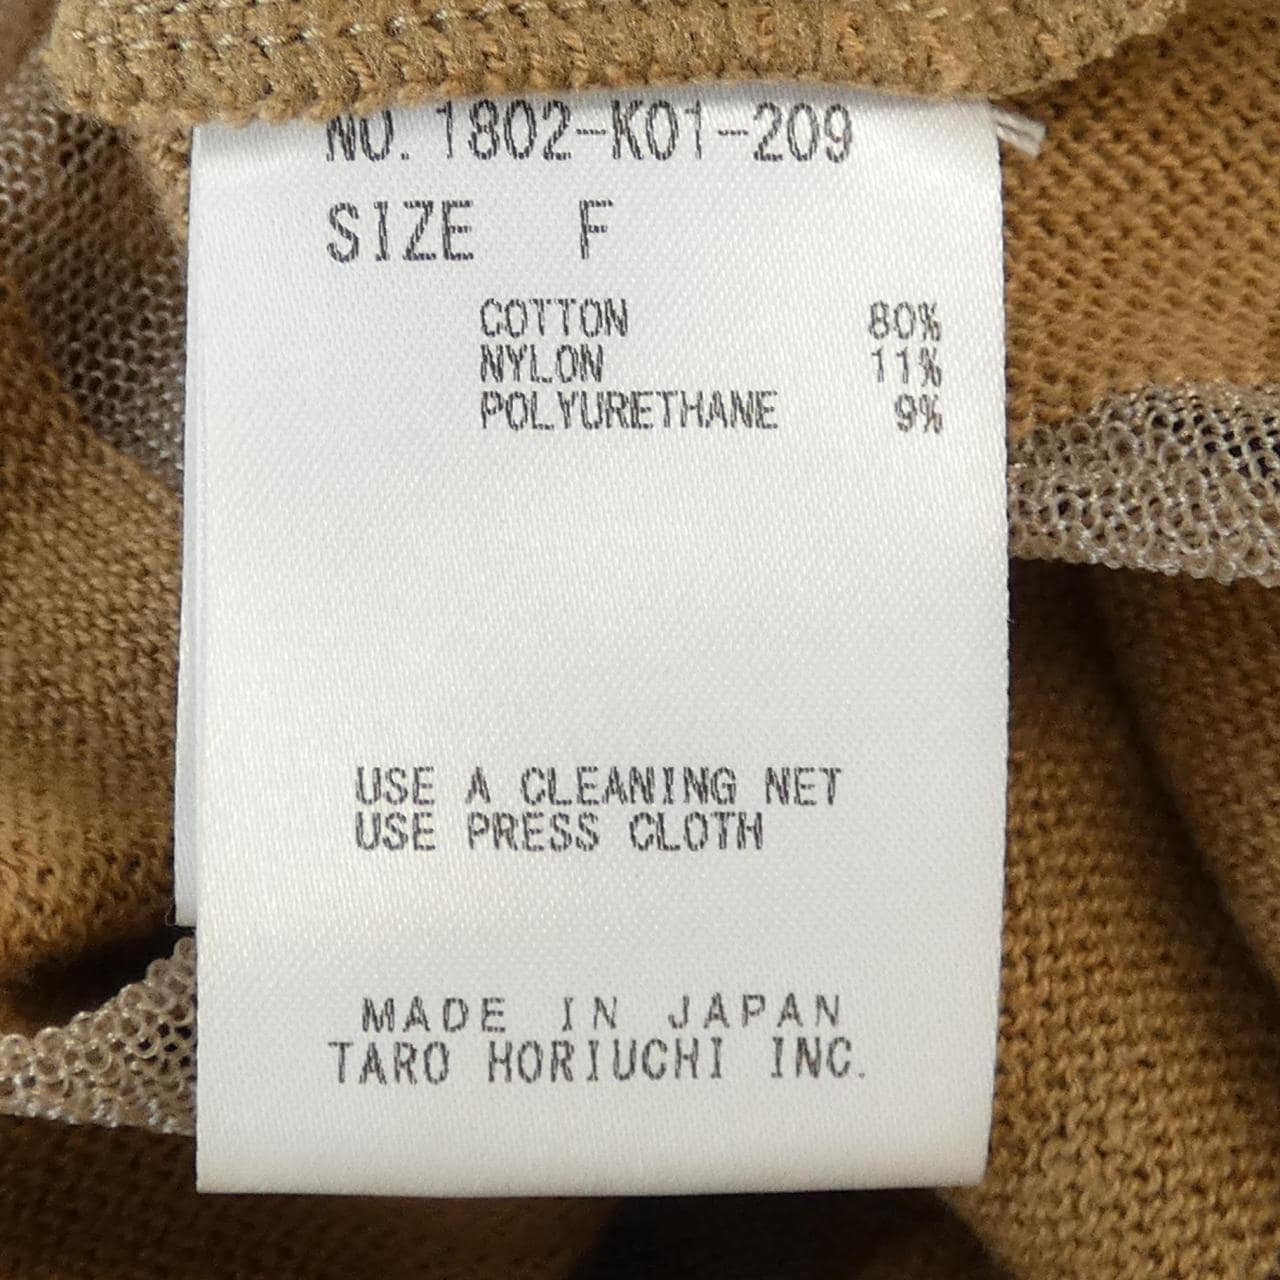 NO. 1802-K01-209
SIZE F
COTTON 80%
NYLON 11%
POLYURETHANE 9%
USE A CLEANING NET
USE PRESS CLOTH
MADE IN JAPAN
TARO HORIUCHI INC.